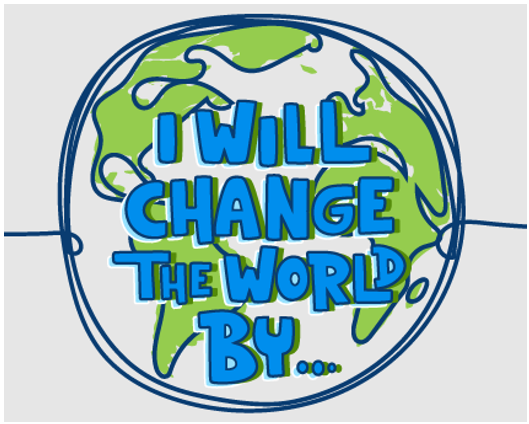 I WILL
CHANGE
THE WORLD
BY...